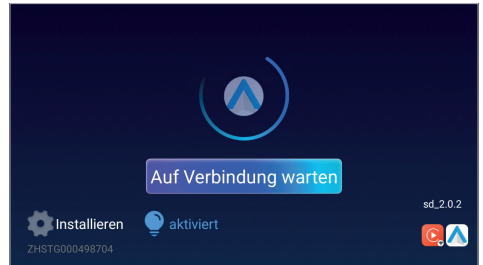 Auf Verbindung warten
sd_2.0.2
Installieren
aktiviert
ZHSTG000498704